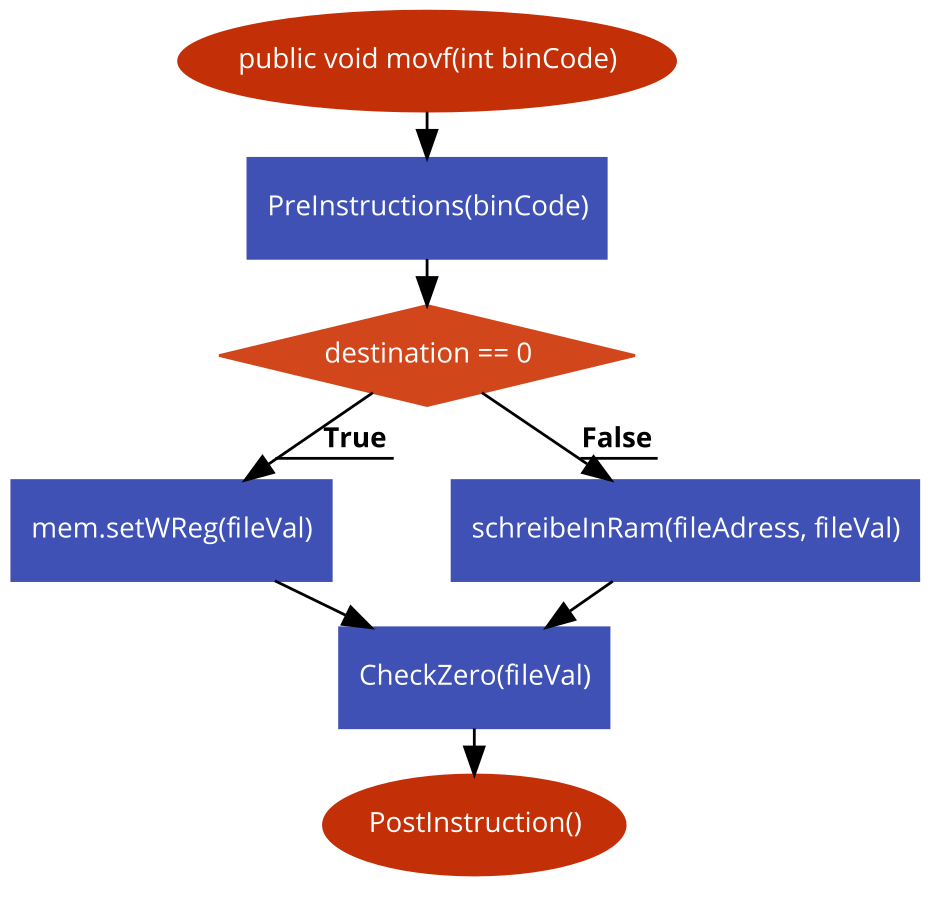 public void movf(int binCode)
PreInstructions(binCode)
destination == 0
True
False
mem.setWReg(fileVal)
schreibeInRam(fileAdress, fileVal)
CheckZero(fileVal)
PostInstruction()